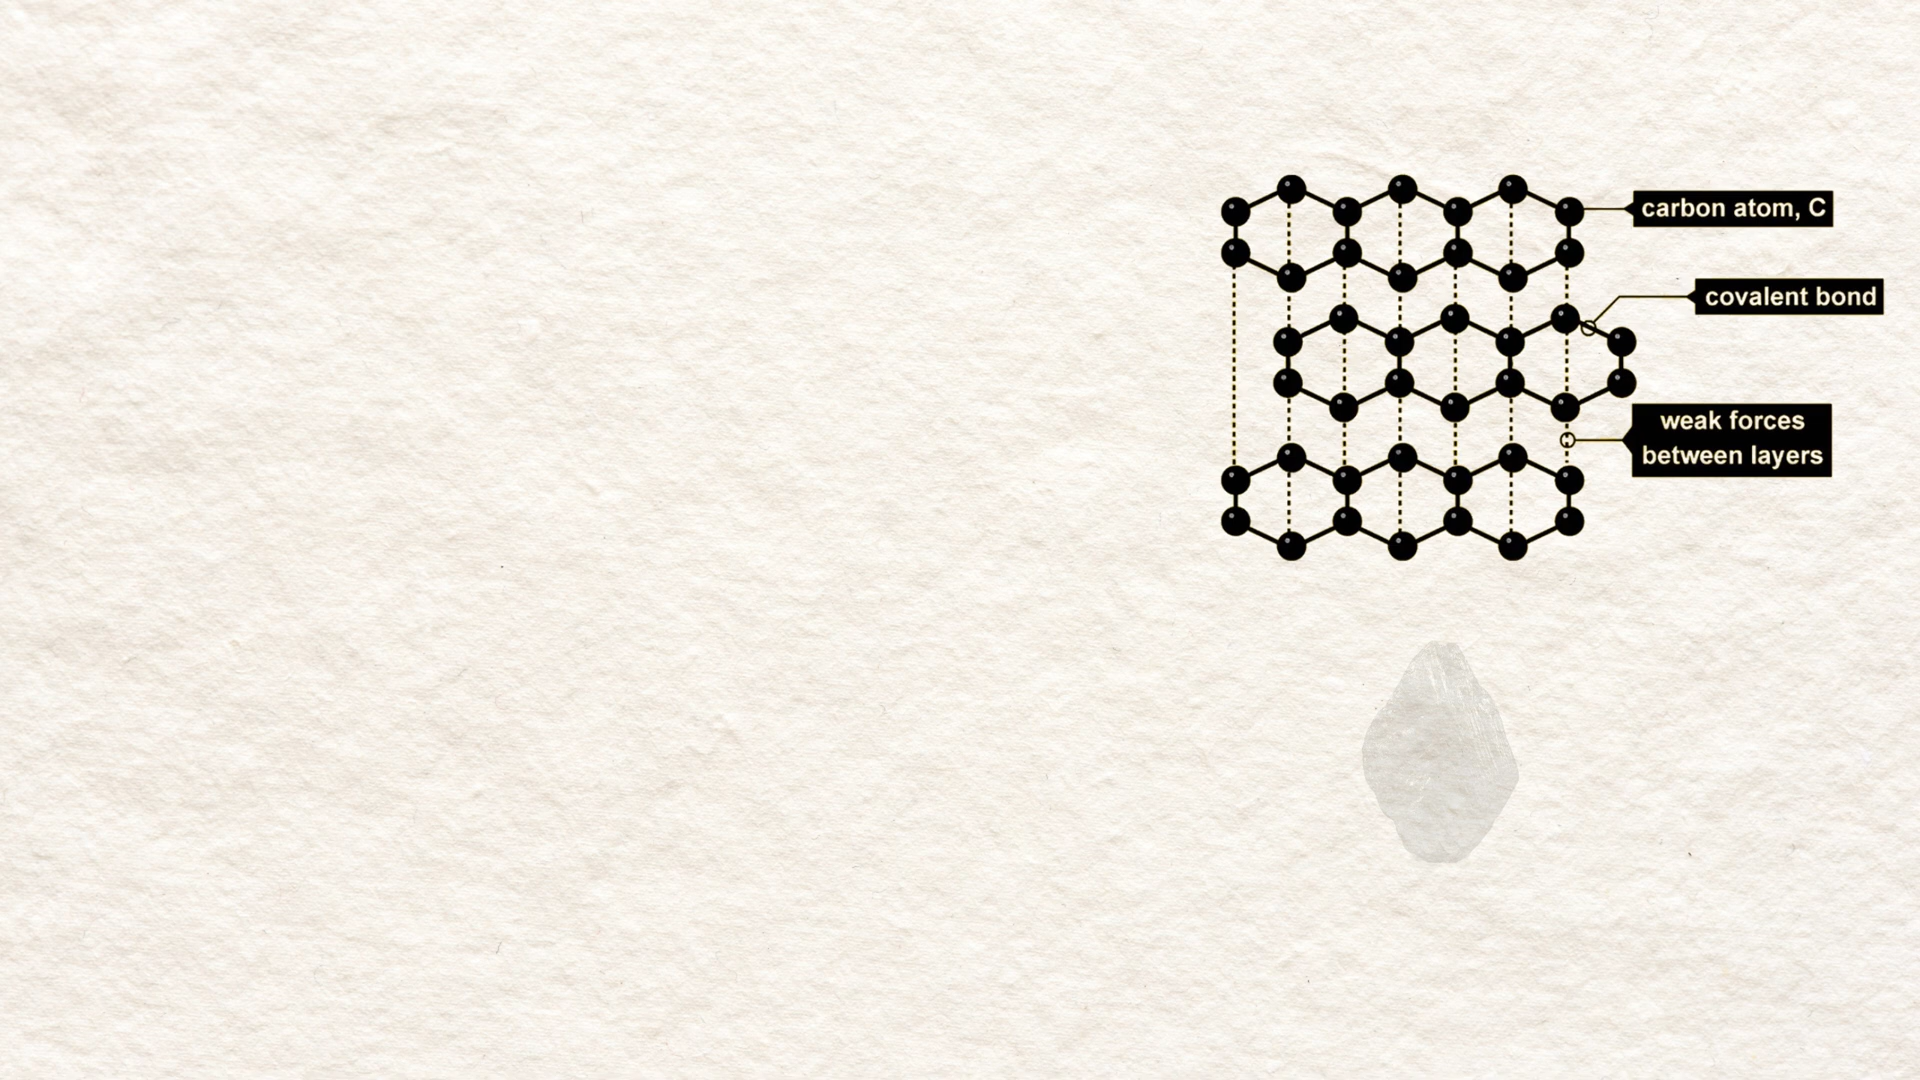 carbon atom, C
covalent bond
weak forces
between layers